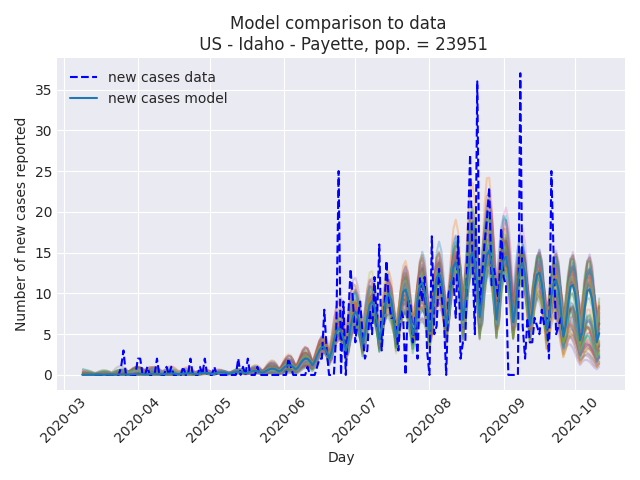 Model comparison to data
US - Idaho - Payette, pop. = 23951
new cases data
new cases model
Number of new cases reported
35
30
25
20
15
10
5
0
2020-03
2020-04
2020-05
2020-06
2020-07
2020-08
2020-09
2020-10
Day